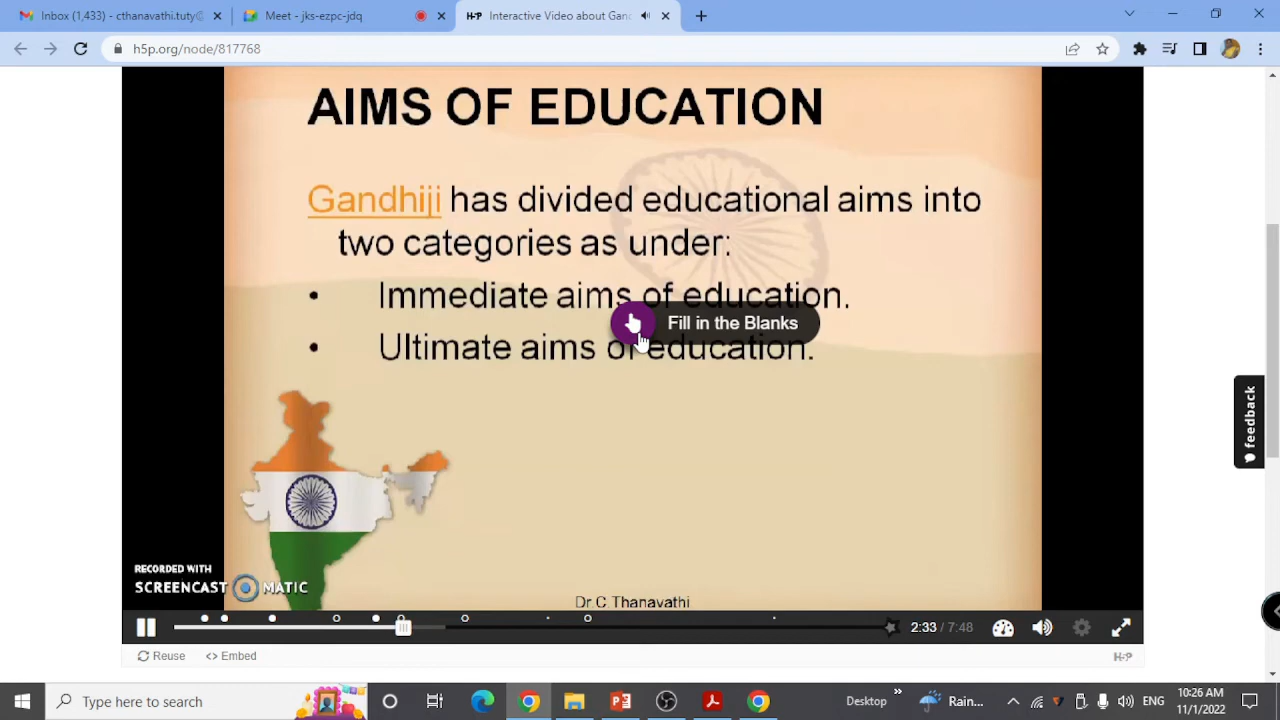 Inbox (1,433) - cthanavathi.tuty@
Meet - jks-ezpc-jdq
H-P Interactive Video about Gand
h5p.org/node/817768
AIMS OF EDUCATION
Gandhiji has divided educational aims into
two categories as under:
• Immediate aims of education.
Fill in the Blanks
• Ultimate aims of education.
RECORDED WITH
SCREENCAST MATIC
Dr.C.Thanavathi
2:33 / 7:48
Reuse
<> Embed
H-P
feedback
Type here to search
Desktop
Rain...
ENG
10:26 AM
11/1/2022